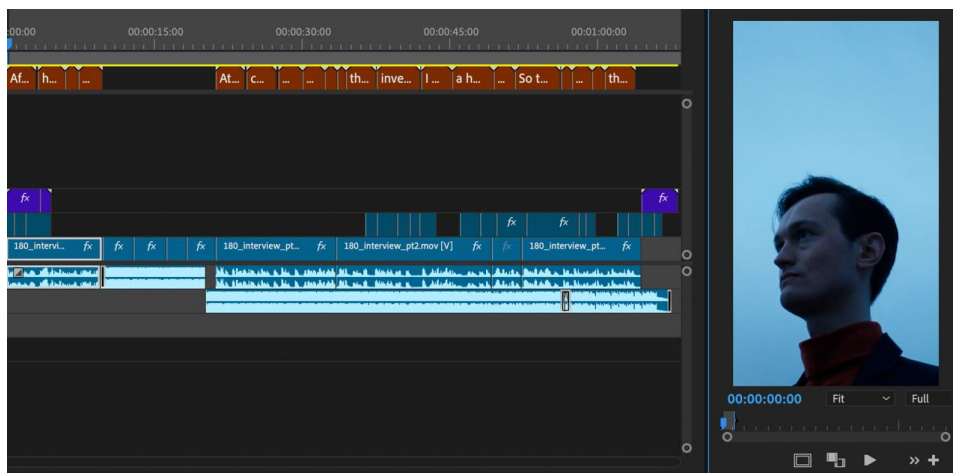 :00:00 00:00:15:00 00:00:30:00 00:00:45:00 00:01:00:00
Af... h... ... At... c... ... ... th... inve... I ... a h... ... So t... ... th...
fx fx
fx fx
180_intervi... fx fx fx fx 180_interview_pt... fx 180_interview_pt2.mov [V] fx fx 180_interview_pt... fx
00:00:00:00 Fit Full